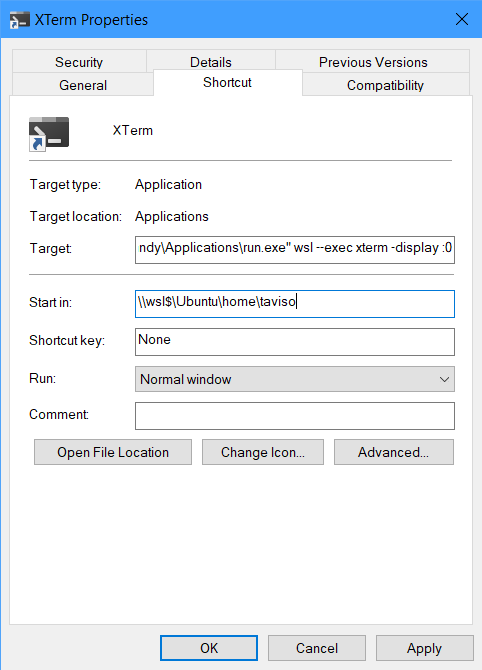 XTerm Properties
Security Details Previous Versions
General Shortcut Compatibility
XTerm
Target type: Application
Target location: Applications
Target: ndy\Applications\run.exe" wsl --exec xterm -display :0
Start in: \\wsl$\Ubuntu\home\taviso
Shortcut key: None
Run: Normal window
Comment:
Open File Location Change Icon... Advanced...
OK Cancel Apply